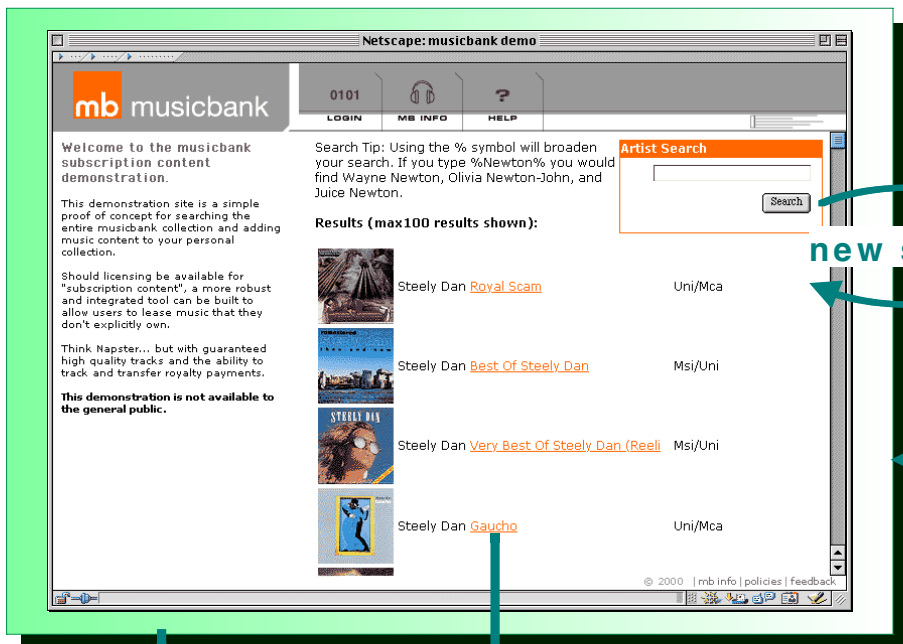 Netscape: musicbank demo
mb musicbank
0101
?
LOGIN
MB INFO
HELP
Welcome to the musicbank
subscription content
demonstration.
This demonstration site is a simple
proof of concept for searching the
entire musicbank collection and adding
music content to your personal
collection.
Should licensing be available for
"subscription content", a more robust
and integrated tool can be built to
allow users to lease music that they
don't explicitly own.
Think Napster... but with guaranteed
high quality tracks and the ability to
track and transfer royalty payments.
This demonstration is not available to
the general public.
Search Tip: Using the % symbol will broaden
your search. If you type %Newton% you would
find Wayne Newton, Olivia Newton-John, and
Juice Newton.
Results (max100 results shown):
Artist Search
Search
new s
Steely Dan Royal Scam Uni/Mca
remastered
then and now
Steely Dan Best Of Steely Dan Msi/Uni
STEELY DAN
Steely Dan Very Best Of Steely Dan (Reeli Msi/Uni
Steely Dan Gaucho Uni/Mca
© 2000 | mb info | policies | feedback